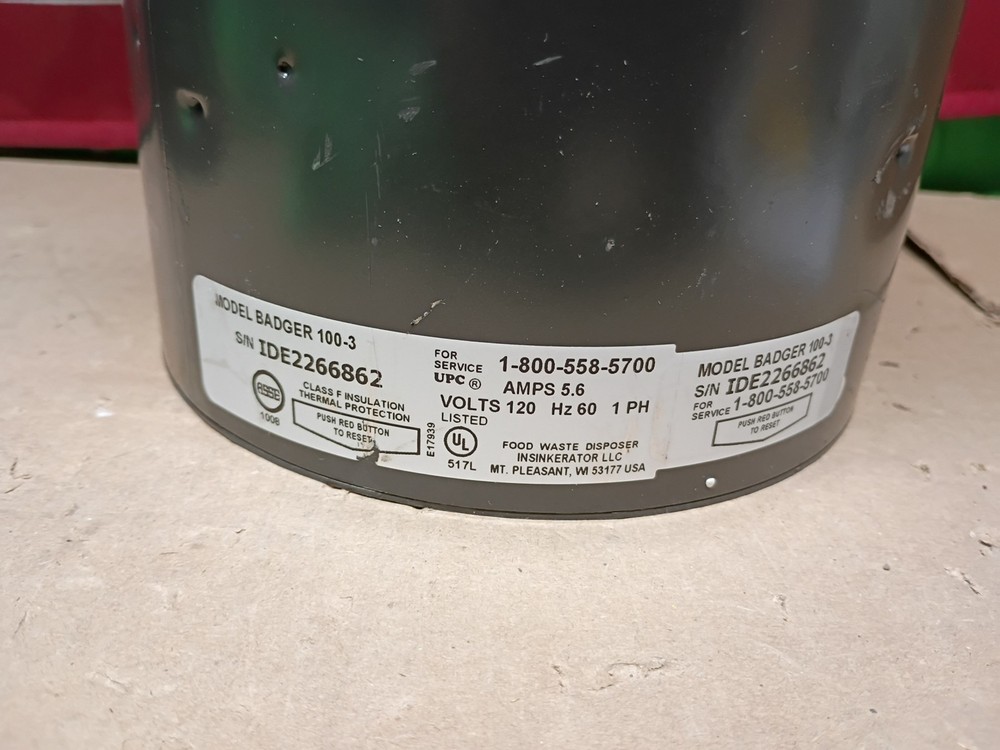 MODEL BADGER 100-3
S/N IDE2266862
ASSE
1008
CLASS F INSULATION
THERMAL PROTECTION
PUSH RED BUTTON
TO RESET
FOR
SERVICE 1-800-558-5700
UPC®
AMPS 5.6
VOLTS 120 Hz 60 1 PH
LISTED
E17939
UL
517L
FOOD WASTE DISPOSER
INSINKERATOR LLC
MT. PLEASANT, WI 53177 USA
MODEL BADGER 100-3
S/N IDE2266862
FOR
SERVICE 1-800-558-5700
PUSH RED BUTTON
TO RESET